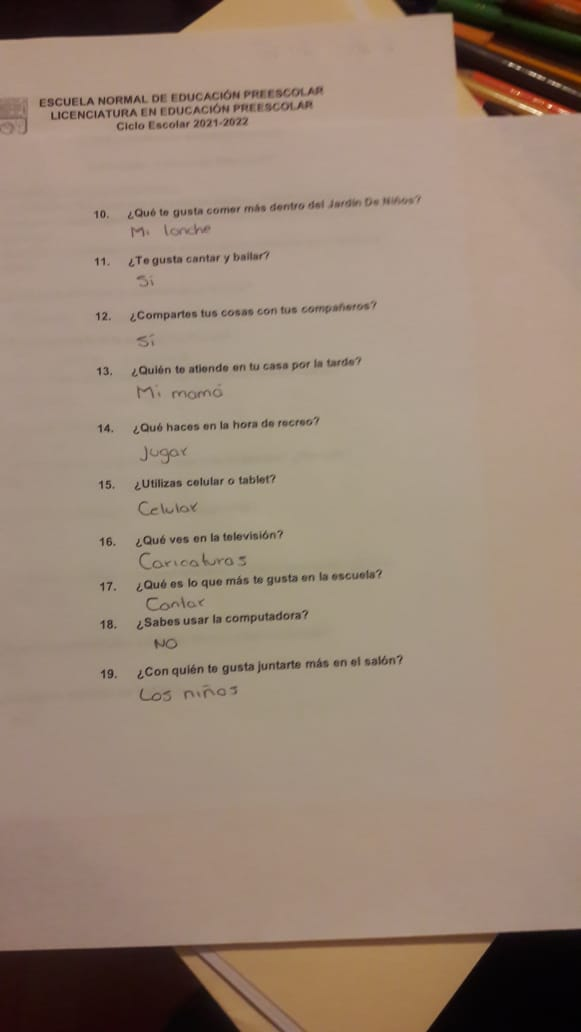 ESCUELA NORMAL DE EDUCACIÓN PREESCOLAR
LICENCIATURA EN EDUCACIÓN PREESCOLAR
Ciclo Escolar 2021-2022
10. ¿Qué te gusta comer más dentro del Jardín De Niños?
Mi lonche
11. ¿Te gusta cantar y bailar?
Sí
12. ¿Compartes tus cosas con tus compañeros?
Sí
13. ¿Quién te atiende en tu casa por la tarde?
Mi mamá
14. ¿Qué haces en la hora de recreo?
Jugar
15. ¿Utilizas celular o tablet?
Celular
16. ¿Qué ves en la televisión?
Caricaturas
17. ¿Qué es lo que más te gusta en la escuela?
Cantar
18. ¿Sabes usar la computadora?
NO
19. ¿Con quién te gusta juntarte más en el salón?
Los niños